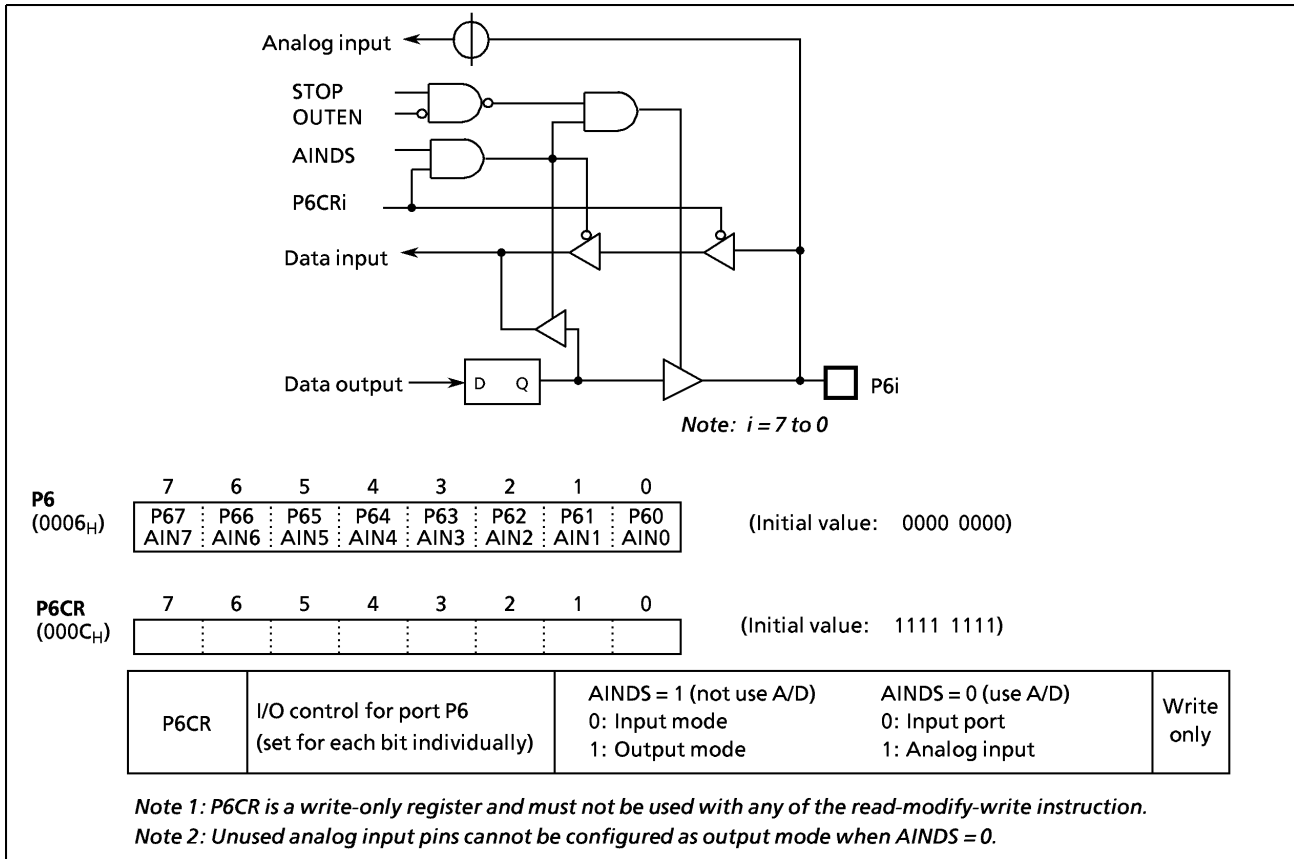 Analog input
STOP
OUTEN
AINDS
P6CRi
Data input
Data output
D Q
P6i
Note: i = 7 to 0
P6
(0006H)
7 6 5 4 3 2 1 0
P67 P66 P65 P64 P63 P62 P61 P60
AIN7 AIN6 AIN5 AIN4 AIN3 AIN2 AIN1 AIN0
(Initial value: 0000 0000)
P6CR
(000CH)
7 6 5 4 3 2 1 0
(Initial value: 1111 1111)
P6CR
I/O control for port P6
(set for each bit individually)
AINDS = 1 (not use A/D)
0: Input mode
1: Output mode
AINDS = 0 (use A/D)
0: Input port
1: Analog input
Write
only
Note 1: P6CR is a write-only register and must not be used with any of the read-modify-write instruction.
Note 2: Unused analog input pins cannot be configured as output mode when AINDS = 0.